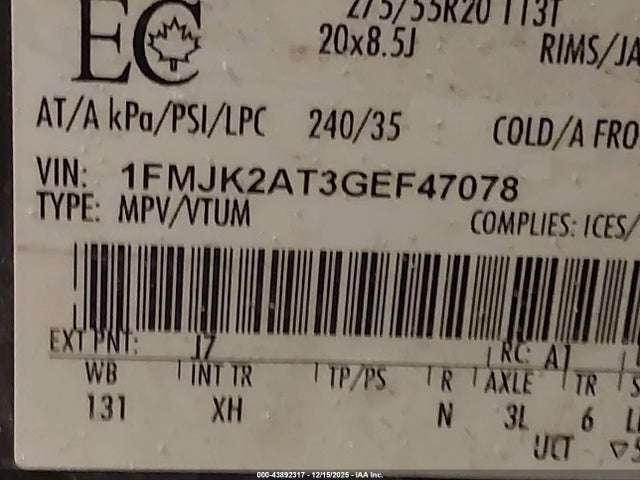 275/55R20 113T
EC
20x8.5J RIMS/JA
AT/A kPa/PSI/LPC 240/35 COLD/A FRO
VIN: 1FMJK2AT3GEF47078
TYPE: MPV/VTUM
COMPLIES: ICES/
EXT PNT: J7 RC: A1
WB INT TR TP/PS R AXLE TR S
131 XH N 3L 6 LI
UCT
000-43892317 - 12/15/2025 - IAA Inc.